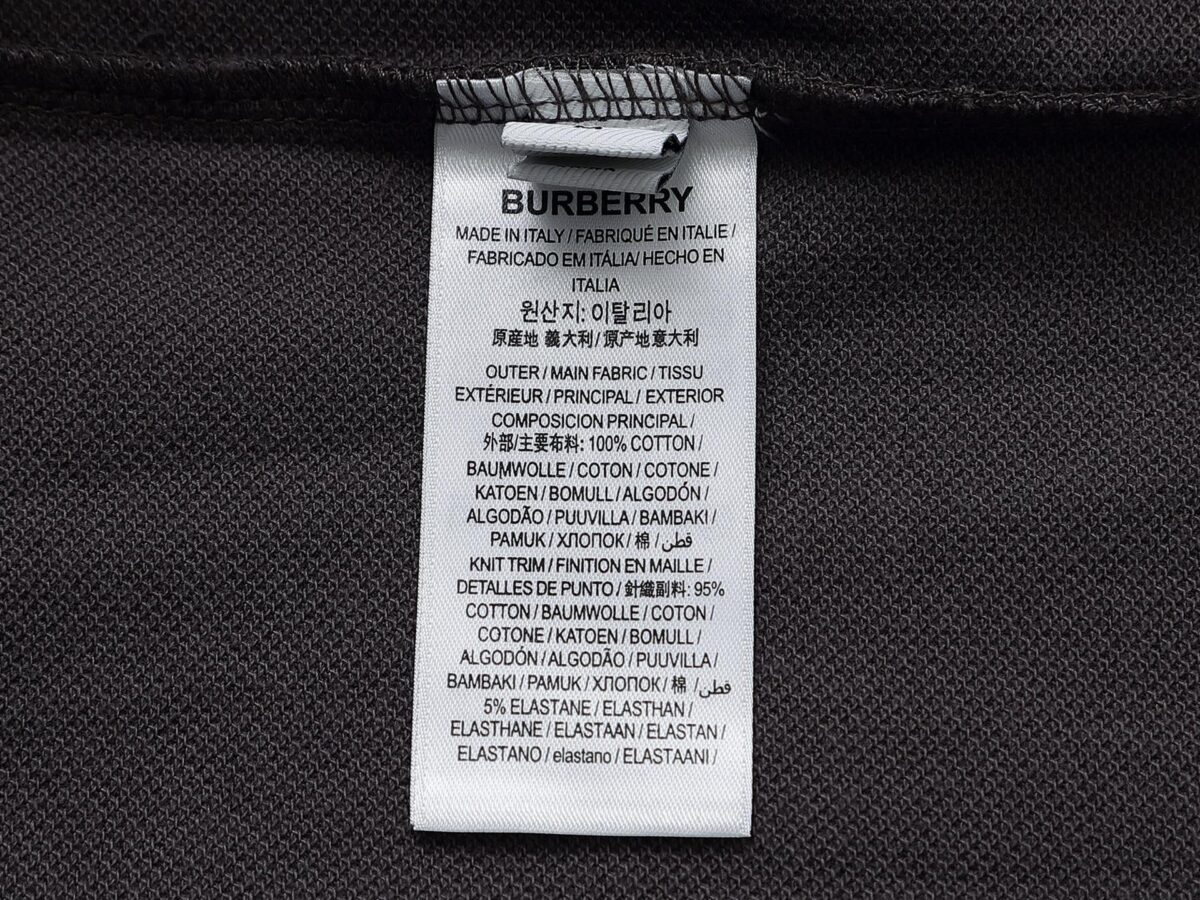 BURBERRY
MADE IN ITALY / FABRIQUÉ EN ITALIE /
FABRICADO EM ITÁLIA/ HECHO EN
ITALIA
원산지: 이탈리아
原産地 義大利 / 原产地意大利
OUTER / MAIN FABRIC / TISSU
EXTÉRIEUR / PRINCIPAL / EXTERIOR
COMPOSICION PRINCIPAL /
外部/主要布料: 100% COTTON /
BAUMWOLLE / COTON / COTONE /
KATOEN / BOMULL / ALGODÓN /
ALGODÃO / PUUVILLA / BAMBAKI /
PAMUK / ХЛОПОК / 棉 / قطن
KNIT TRIM / FINITION EN MAILLE /
DETALLES DE PUNTO / 針織副料: 95%
COTTON / BAUMWOLLE / COTON /
COTONE / KATOEN / BOMULL /
ALGODÓN / ALGODÃO / PUUVILLA /
BAMBAKI / PAMUK / ХЛОПОК / 棉 / قطن/
5% ELASTANE / ELASTHAN /
ELASTHANE / ELASTAAN / ELASTAN /
ELASTANO / elastano / ELASTAANI /